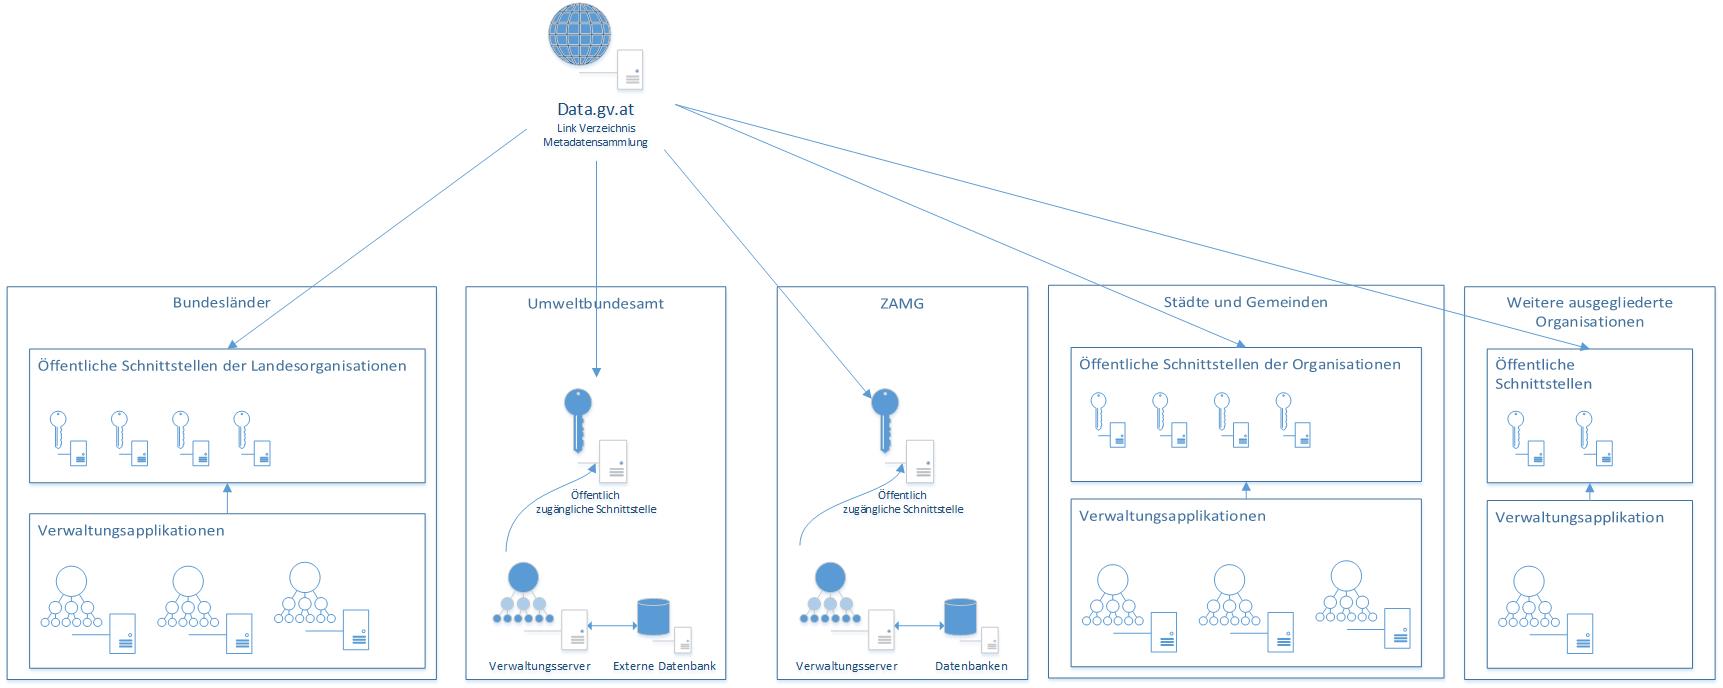 Data.gv.at
Link Verzeichnis
Metadatensammlung
Bundesländer
Öffentliche Schnittstellen der Landesorganisationen
Verwaltungsapplikationen
Umweltbundesamt
Öffentlich
zugängliche Schnittstelle
Verwaltungsserver
Externe Datenbank
ZAMG
Öffentlich
zugängliche Schnittstelle
Verwaltungsserver
Datenbanken
Städte und Gemeinden
Öffentliche Schnittstellen der Organisationen
Verwaltungsapplikationen
Weitere ausgegliederte
Organisationen
Öffentliche
Schnittstellen
Verwaltungsapplikation